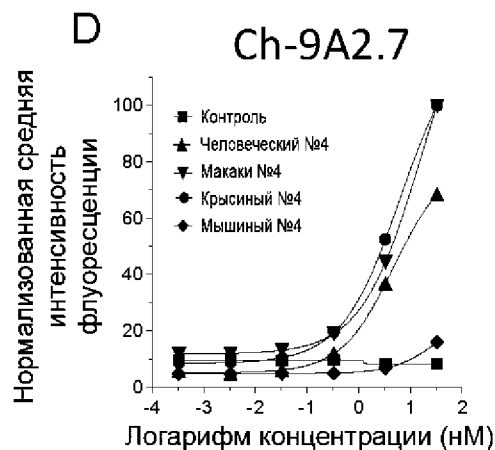 D
Ch-9A2.7
Нормализованная средняя
интенсивность
флуоресценции
100
80
60
40
20
0
Контроль
Человеческий №4
Макаки №4
Крысиный №4
Мышиный №4
-4 -3 -2 -1 0 1 2
Логарифм концентрации (нМ)